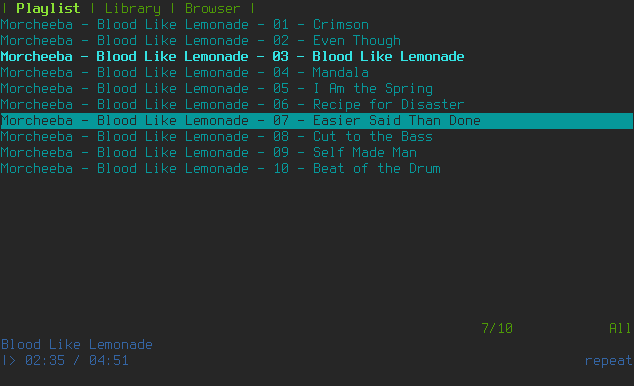 | Playlist | Library | Browser |
Morcheeba - Blood Like Lemonade - 01 - Crimson
Morcheeba - Blood Like Lemonade - 02 - Even Though
Morcheeba - Blood Like Lemonade - 03 - Blood Like Lemonade
Morcheeba - Blood Like Lemonade - 04 - Mandala
Morcheeba - Blood Like Lemonade - 05 - I Am the Spring
Morcheeba - Blood Like Lemonade - 06 - Recipe for Disaster
Morcheeba - Blood Like Lemonade - 07 - Easier Said Than Done
Morcheeba - Blood Like Lemonade - 08 - Cut to the Bass
Morcheeba - Blood Like Lemonade - 09 - Self Made Man
Morcheeba - Blood Like Lemonade - 10 - Beat of the Drum
7/10 All
Blood Like Lemonade
|> 02:35 / 04:51 repeat